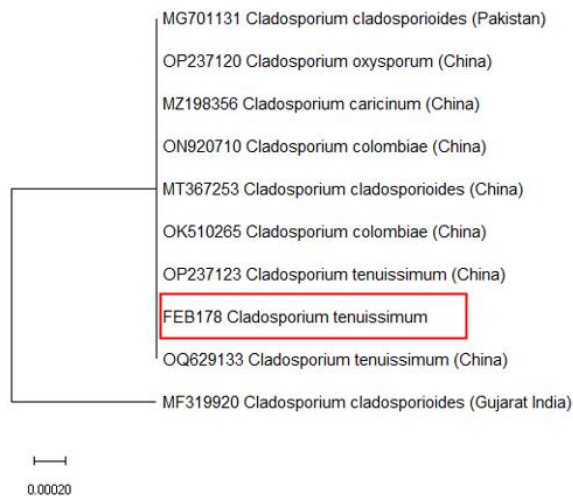 MG701131 Cladosporium cladosporioides (Pakistan)
OP237120 Cladosporium oxysporum (China)
MZ198356 Cladosporium caricinum (China)
ON920710 Cladosporium colombiae (China)
MT367253 Cladosporium cladosporioides (China)
OK510265 Cladosporium colombiae (China)
OP237123 Cladosporium tenuissimum (China)
FEB178 Cladosporium tenuissimum
OQ629133 Cladosporium tenuissimum (China)
MF319920 Cladosporium cladosporioides (Gujarat India)
0.00020